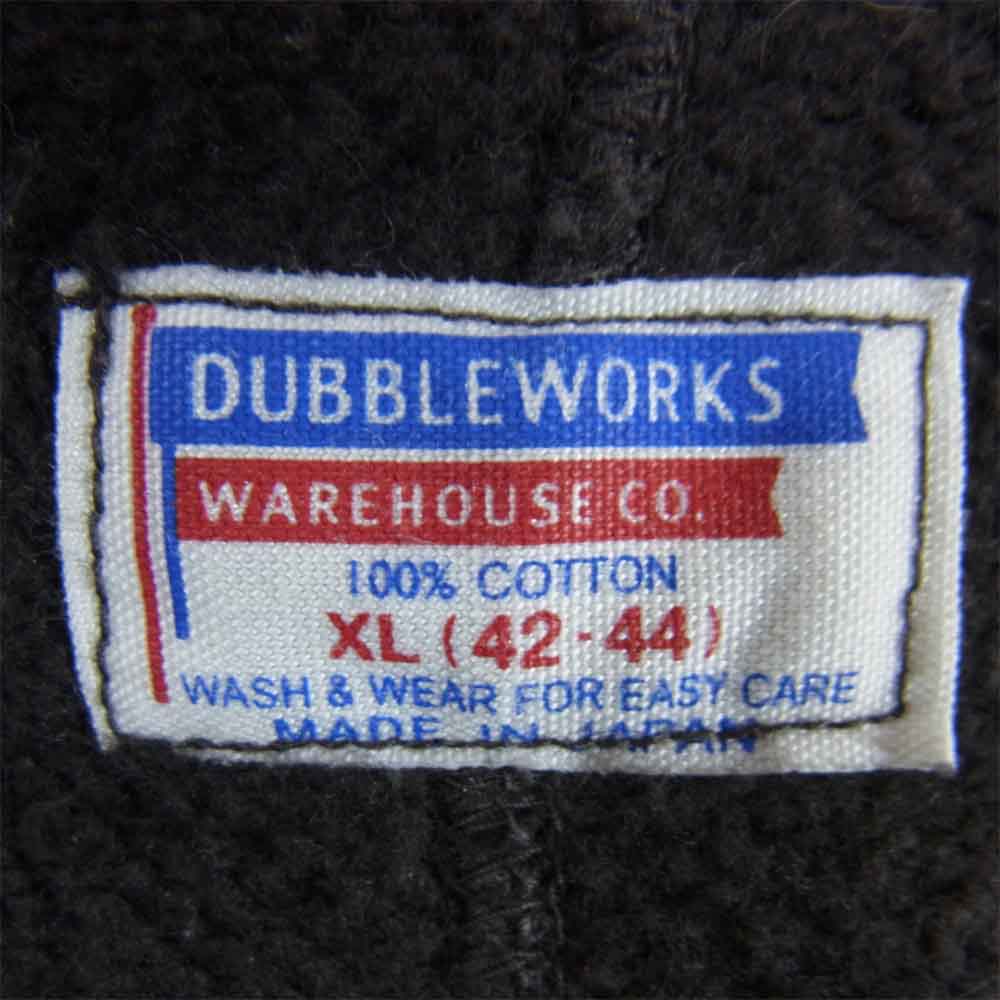 DUBBLEWORKS
WAREHOUSE CO.
100% COTTON
XL (42-44)
WASH & WEAR FOR EASY CARE
MADE IN JAPAN